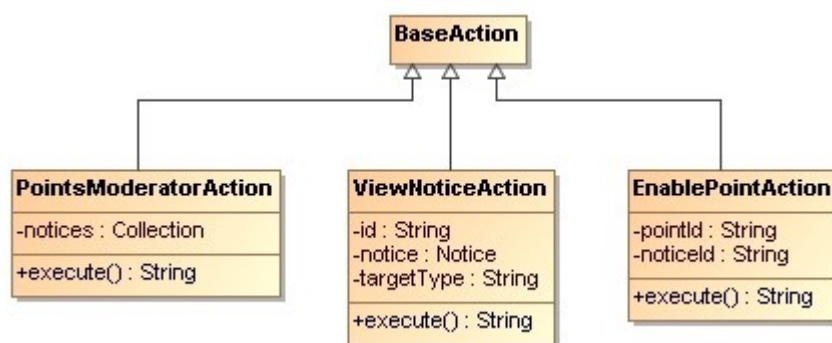 BaseAction
PointsModeratorAction
-notices : Collection
+execute() : String
ViewNoticeAction
-id : String
-notice : Notice
-targetType : String
+execute() : String
EnablePointAction
-pointId : String
-noticeId : String
+execute() : String